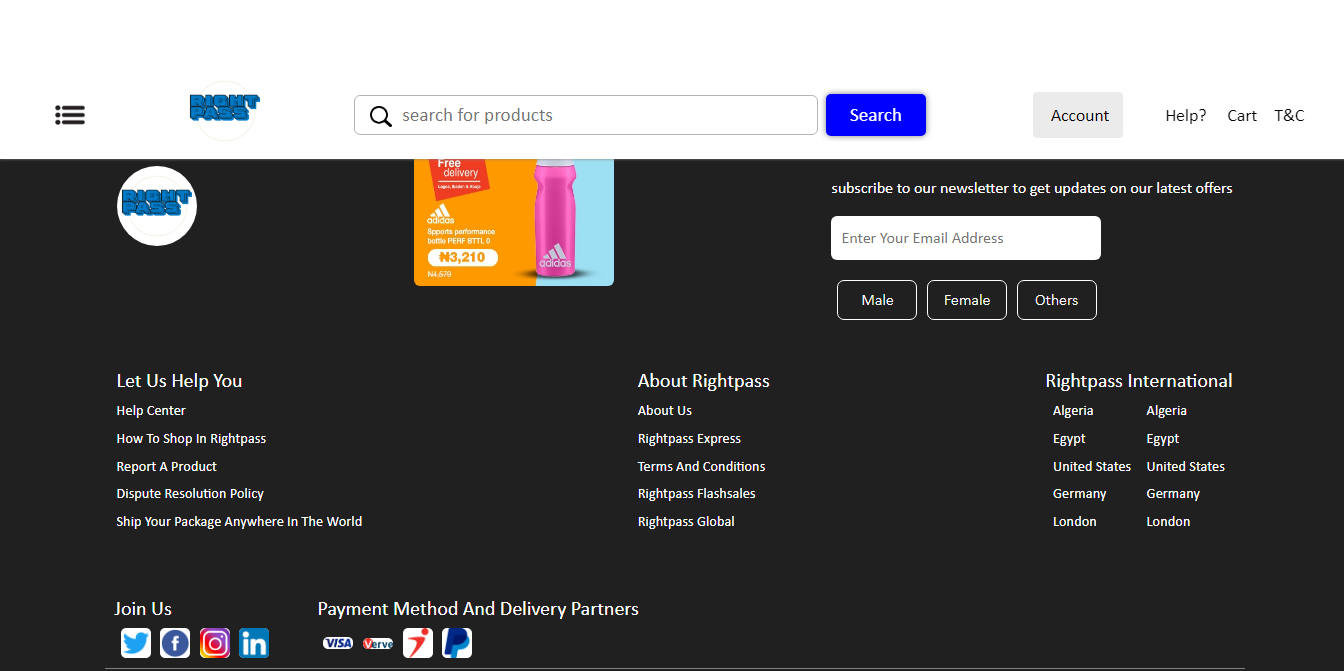 RIGHT
PASS
search for products
Search
Account
Help?
Cart
T&C
RIGHT
PASS
Free
delivery
Lagos, Ibadan & Abuja
adidas
Spports performance
bottle PERF BTTL 0
₦3,210
₦4,579
adidas
subscribe to our newsletter to get updates on our latest offers
Enter Your Email Address
Male
Female
Others
Let Us Help You
Help Center
How To Shop In Rightpass
Report A Product
Dispute Resolution Policy
Ship Your Package Anywhere In The World
About Rightpass
About Us
Rightpass Express
Terms And Conditions
Rightpass Flashsales
Rightpass Global
Rightpass International
Algeria Algeria
Egypt Egypt
United States United States
Germany Germany
London London
Join Us
Payment Method And Delivery Partners
VISA
Verve